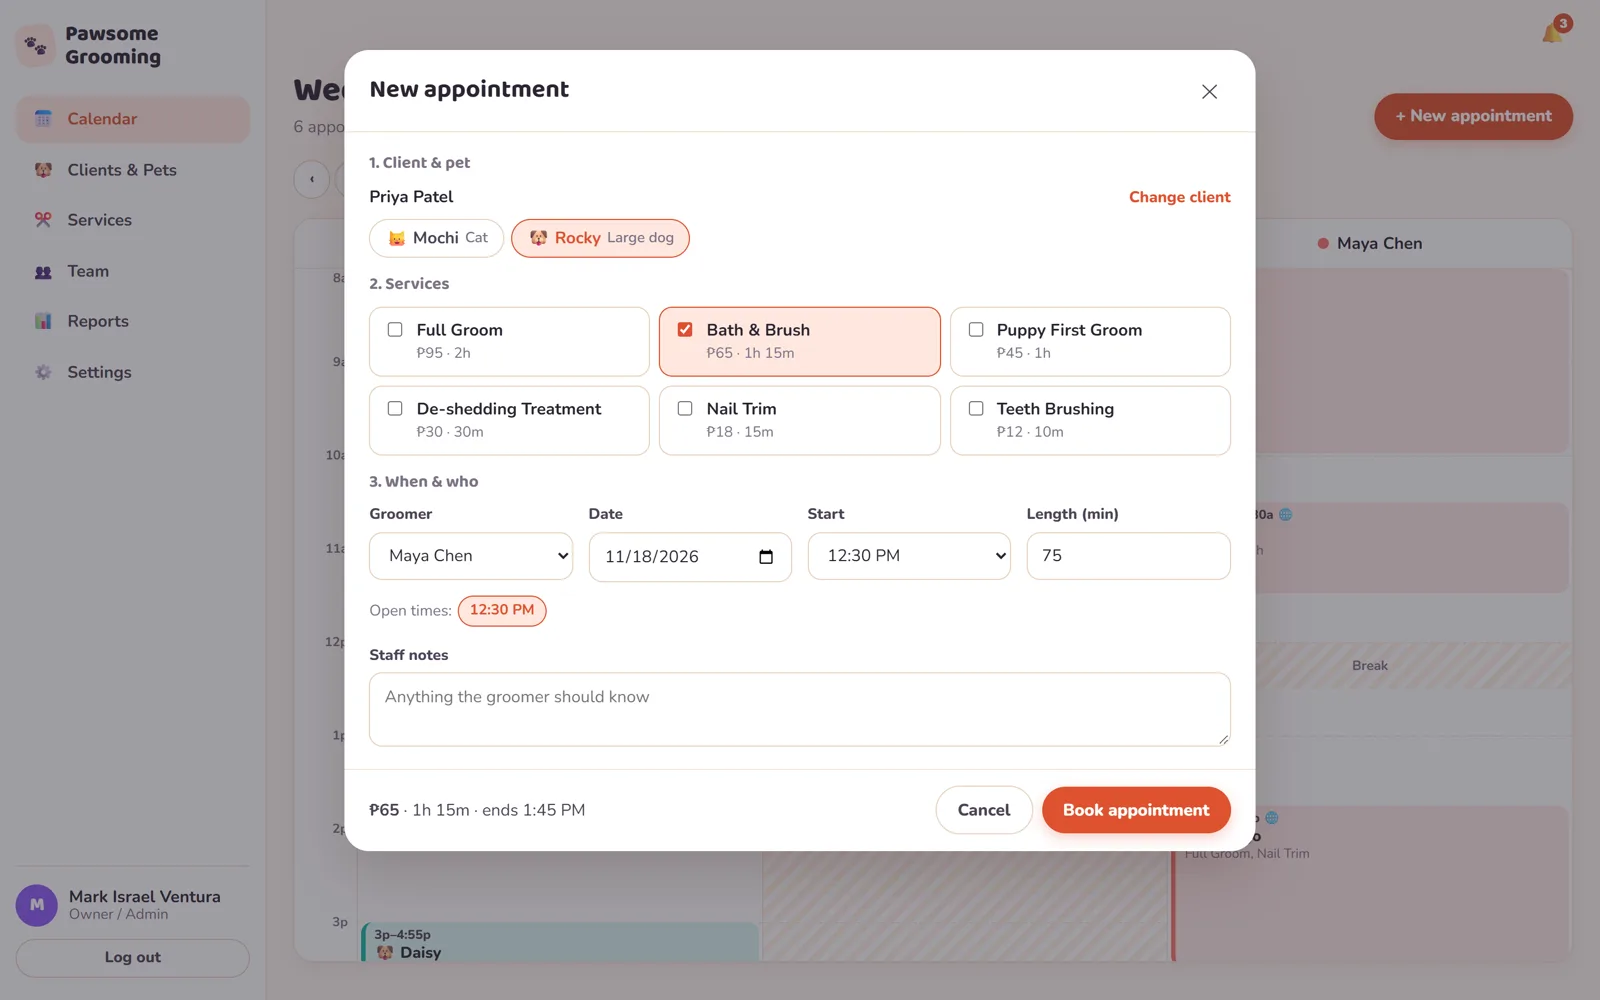 Pawsome
Grooming
Calendar
Clients & Pets
Services
Team
Reports
Settings
Mark Israel Ventura
Owner / Admin
M
Log out
3
+ New appointment
6 appo
Maya Chen
New appointment
1. Client & pet
Priya Patel
Change client
Mochi Cat
Rocky Large dog
2. Services
Full Groom
₱95 · 2h
Bath & Brush
₱65 · 1h 15m
Puppy First Groom
₱45 · 1h
De-shedding Treatment
₱30 · 30m
Nail Trim
₱18 · 15m
Teeth Brushing
₱12 · 10m
3. When & who
Groomer
Date
Start
Length (min)
Maya Chen
11/18/2026
12:30 PM
75
Open times: 12:30 PM
Staff notes
Anything the groomer should know
₱65 · 1h 15m · ends 1:45 PM
Cancel
Book appointment
Break
Full Groom, Nail Trim
3p
3p–4:55p
Daisy